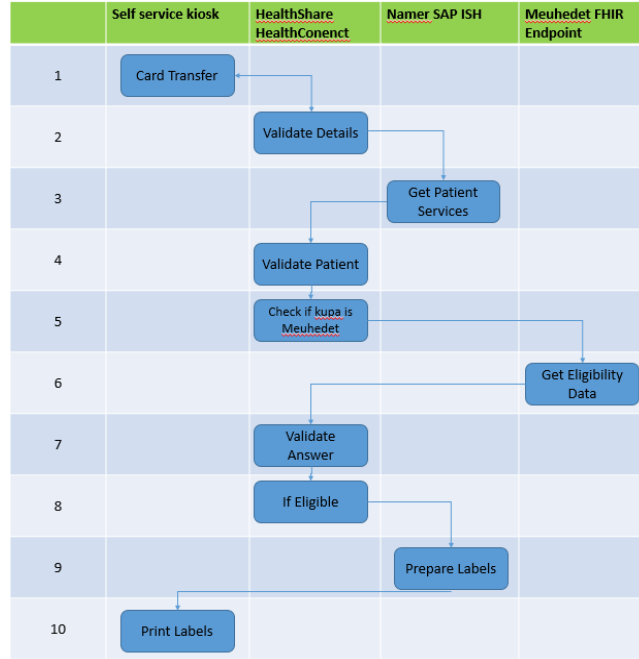 Self service kiosk
HealthShare
HealthConenct
Namer SAP ISH
Meuhedet FHIR
Endpoint
1
Card Transfer
2
Validate Details
3
Get Patient
Services
4
Validate Patient
5
Check if kupa is
Meuhedet
6
Get Eligibility
Data
7
Validate
Answer
8
If Eligible
9
Prepare Labels
10
Print Labels